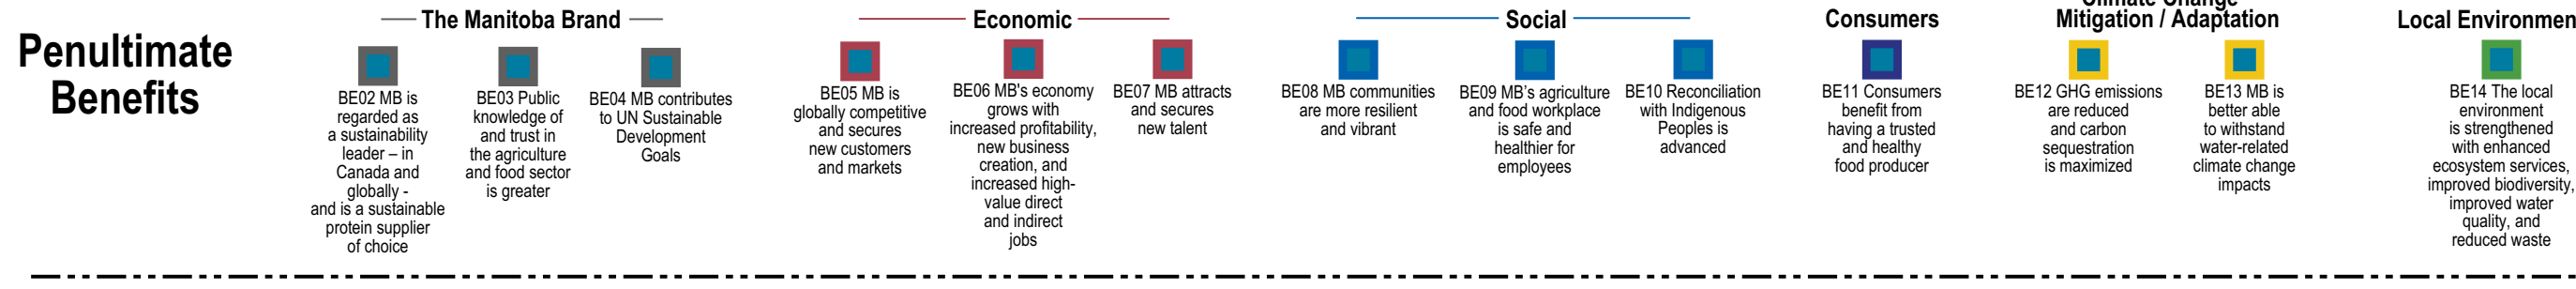 Penultimate
Benefits
The Manitoba Brand
BE02 MB is
regarded as
a sustainability
leader – in
Canada and
globally -
and is a sustainable
protein supplier
of choice
BE03 Public
knowledge of
and trust in
the agriculture
and food sector
is greater
BE04 MB contributes
to UN Sustainable
Development
Goals
Economic
BE05 MB is
globally competitive
and secures
new customers
and markets
BE06 MB's economy
grows with
increased profitability,
new business
creation, and
increased high-
value direct
and indirect
jobs
BE07 MB attracts
and secures
new talent
Social
BE08 MB communities
are more resilient
and vibrant
BE09 MB’s agriculture
and food workplace
is safe and
healthier for
employees
BE10 Reconciliation
with Indigenous
Peoples is
advanced
Consumers
BE11 Consumers
benefit from
having a trusted
and healthy
food producer
Climate Change
Mitigation / Adaptation
BE12 GHG emissions
are reduced
and carbon
sequestration
is maximized
BE13 MB is
better able
to withstand
water-related
climate change
impacts
Local Environmen
BE14 The local
environment
is strengthened
with enhanced
ecosystem services,
improved biodiversity,
improved water
quality, and
reduced waste